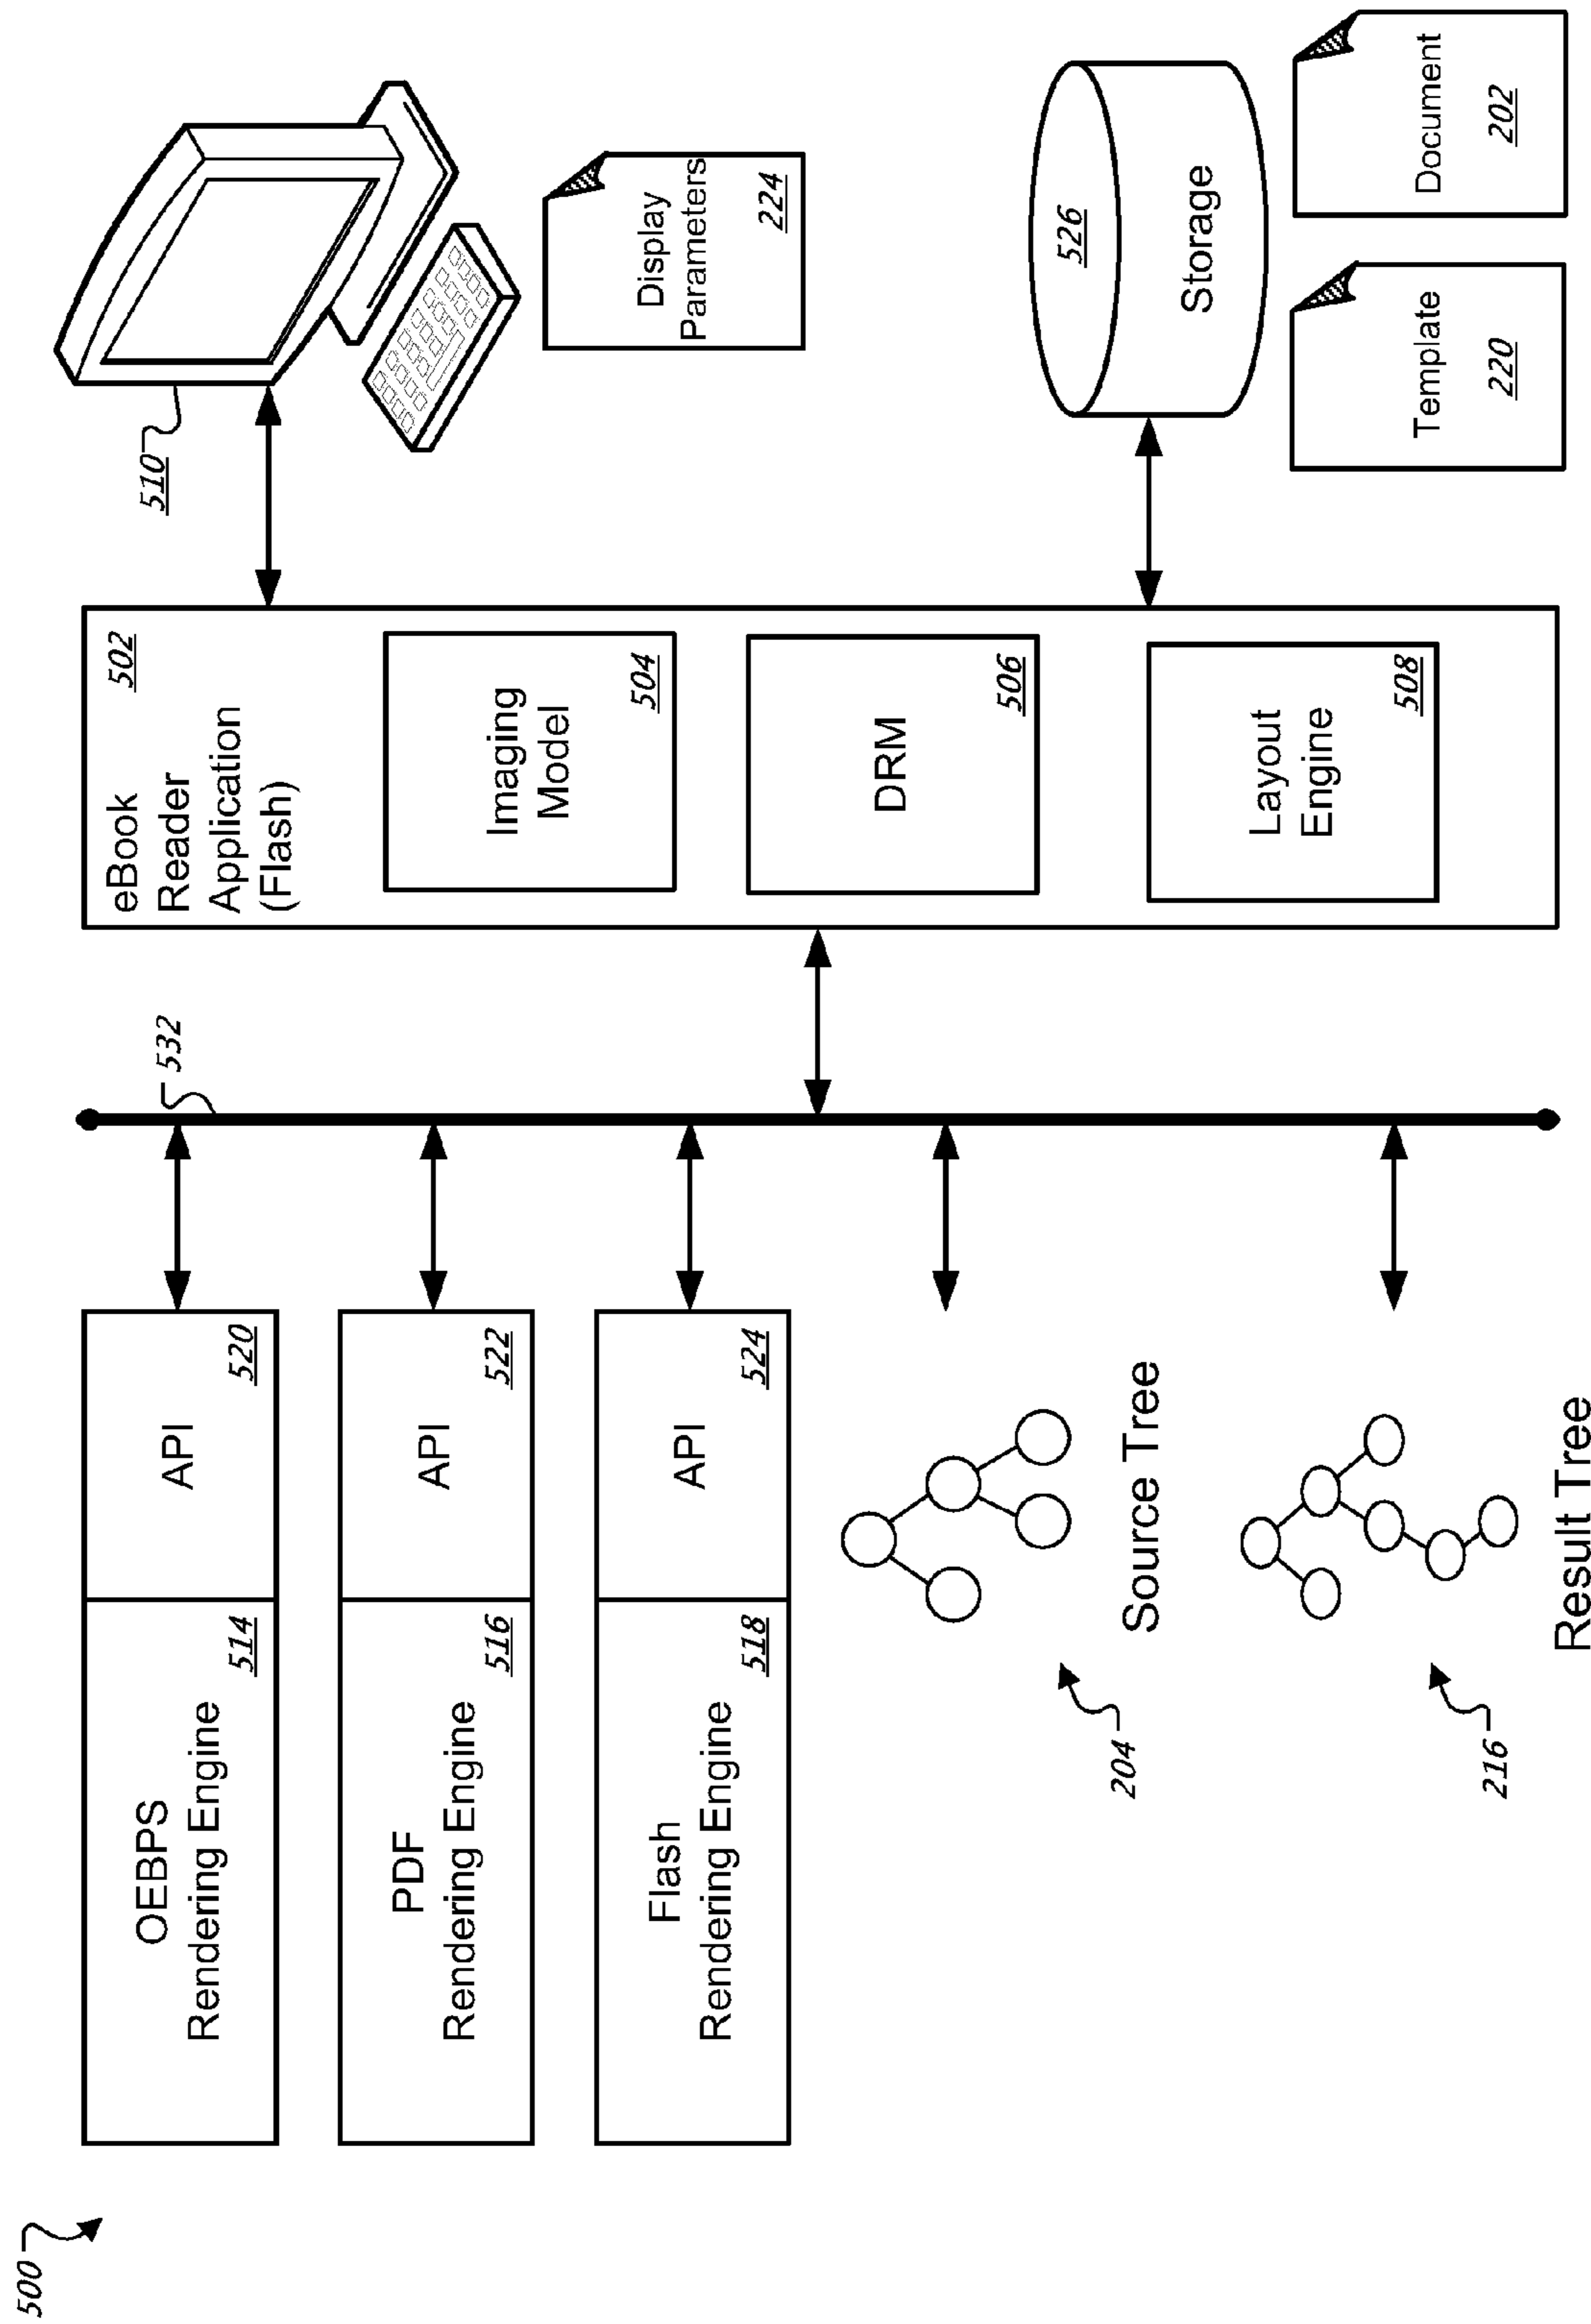 500
OEBPS
Rendering Engine
514
API
520
PDF
Rendering Engine
516
API
522
Flash
Rendering Engine
518
API
524
204
Source Tree
216
Result Tree
532
eBook
Reader
Application
(Flash)
502
Imaging
Model
504
DRM
506
Layout
Engine
508
510
Display
Parameters
224
526
Storage
Template
220
Document
202